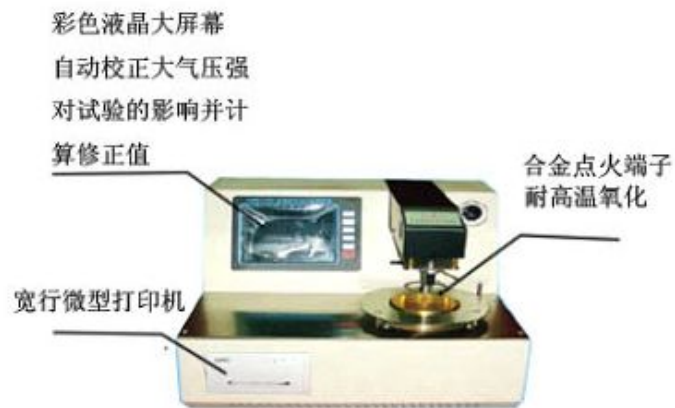 彩色液晶大屏幕
自动校正大气压强
对试验的影响并计
算修正值
合金点火端子
耐高温氧化
宽行微型打印机